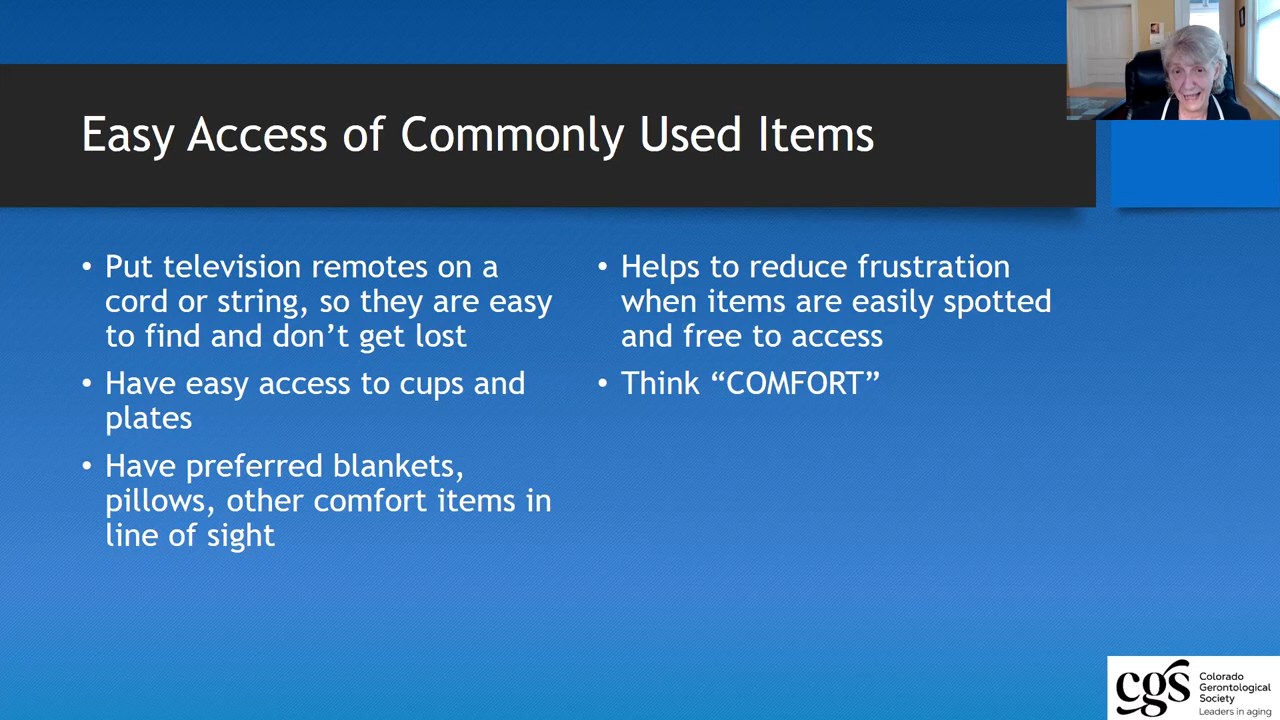 Easy Access of Commonly Used Items
• Put television remotes on a
cord or string, so they are easy
to find and don’t get lost
• Have easy access to cups and
plates
• Have preferred blankets,
pillows, other comfort items in
line of sight
• Helps to reduce frustration
when items are easily spotted
and free to access
• Think “COMFORT”
cgs
Colorado
Gerontological
Society
Leaders in aging